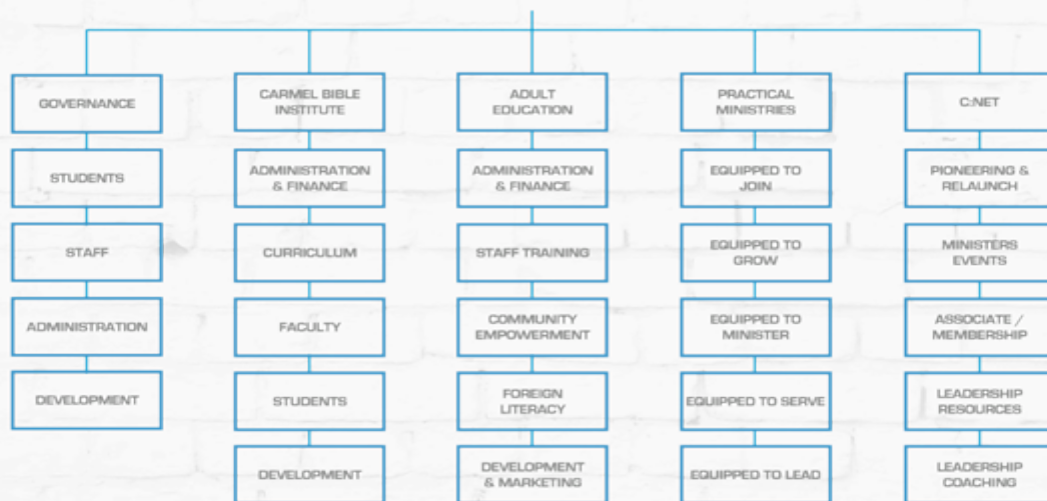 GOVERNANCE
STUDENTS
STAFF
ADMINISTRATION
DEVELOPMENT
CARMEL BIBLE
INSTITUTE
ADMINISTRATION
& FINANCE
CURRICULUM
FACULTY
STUDENTS
DEVELOPMENT
ADULT
EDUCATION
ADMINISTRATION
& FINANCE
STAFF TRAINING
COMMUNITY
EMPOWERMENT
FOREIGN
LITERACY
DEVELOPMENT
& MARKETING
PRACTICAL
MINISTRIES
EQUIPPED TO
JOIN
EQUIPPED TO
GROW
EQUIPPED TO
MINISTER
EQUIPPED TO SERVE
EQUIPPED TO LEAD
C:NET
PIONEERING &
RELAUNCH
MINISTERS
EVENTS
ASSOCIATE /
MEMBERSHIP
LEADERSHIP
RESOURCES
LEADERSHIP
COACHING